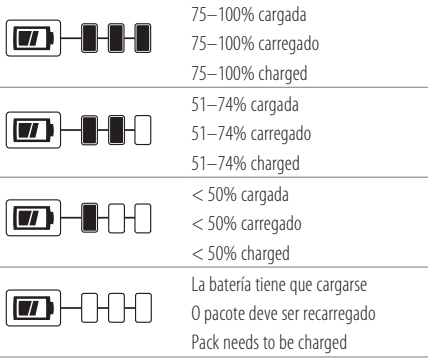 75–100% cargada
75–100% carregado
75–100% charged
51–74% cargada
51–74% carregado
51–74% charged
< 50% cargada
< 50% carregado
< 50% charged
La batería tiene que cargarse
O pacote deve ser recarregado
Pack needs to be charged